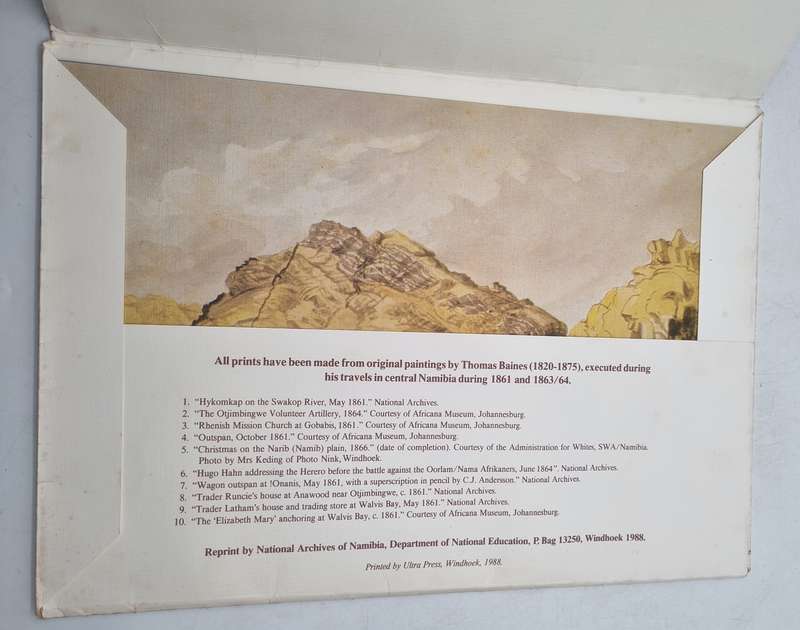 All prints have been made from original paintings by Thomas Baines (1820-1875), executed during
his travels in central Namibia during 1861 and 1863/64.
1. "Hykomkap on the Swakop River, May 1861." National Archives.
2. "The Otjimbingwe Volunteer Artillery, 1864." Courtesy of Africana Museum, Johannesburg.
3. "Rhenish Mission Church at Gobabis, 1861." Courtesy of Africana Museum, Johannesburg.
4. "Outspan, October 1861." Courtesy of Africana Museum, Johannesburg.
5. "Christmas on the Narib (Namib) plain, 1866." (date of completion). Courtesy of the Administration for Whites, SWA/Namibia.
Photo by Mrs Keding of Photo Nink, Windhoek.
6. "Hugo Hahn addressing the Herero before the battle against the Oorlam/Nama Afrikaners, June 1864". National Archives.
7. "Wagon outspan at !Onanis, May 1861, with a superscription in pencil by C.J. Andersson." National Archives.
8. "Trader Runcie's house at Anawood near Otjimbingwe, c. 1861." National Archives.
9. "Trader Latham's house and trading store at Walvis Bay, May 1861." National Archives.
10. "The 'Elizabeth Mary' anchoring at Walvis Bay, c. 1861." Courtesy of Africana Museum, Johannesburg.
Reprint by National Archives of Namibia, Department of National Education, P. Bag 13250, Windhoek 1988.
Printed by Ultra Press, Windhoek, 1988.